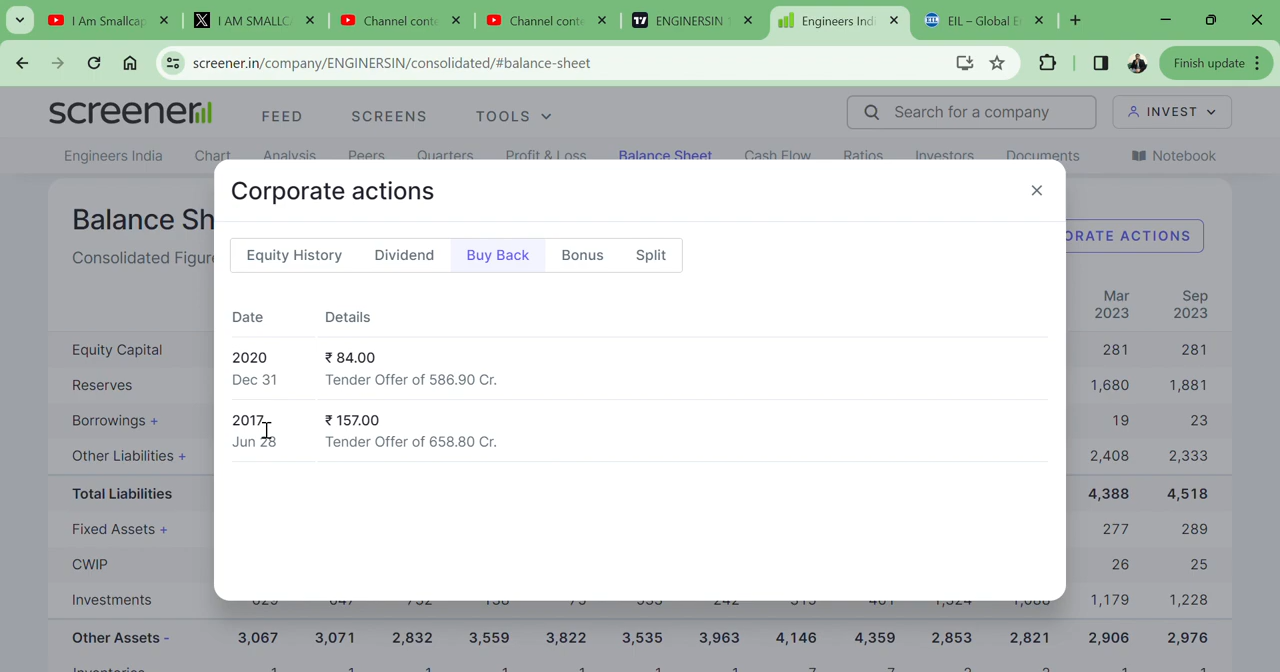 I Am Smallcap
I AM SMALLC
Channel conte
Channel conte
ENGINERSIN
Engineers Indi
EIL – Global E
screener.in/company/ENGINERSIN/consolidated/#balance-sheet
Finish update
screener
FEED
SCREENS
TOOLS
Search for a company
INVEST
Engineers India
Chart
Analysis
Peers
Quarters
Profit & Loss
Balance Sheet
Cash Flow
Ratios
Investors
Documents
Notebook
Balance Sh
Consolidated Figure
ORATE ACTIONS
Corporate actions
Equity History
Dividend
Buy Back
Bonus
Split
Date Details
2020 ₹ 84.00
Dec 31 Tender Offer of 586.90 Cr.
2017 ₹ 157.00
Jun 28 Tender Offer of 658.80 Cr.
Mar Sep
2023 2023
Equity Capital 281 281
Reserves 1,680 1,881
Borrowings + 19 23
Other Liabilities + 2,408 2,333
Total Liabilities 4,388 4,518
Fixed Assets + 277 289
CWIP 26 25
Investments 1,179 1,228
Other Assets - 3,067 3,071 2,832 3,559 3,822 3,535 3,963 4,146 4,359 2,853 2,821 2,906 2,976